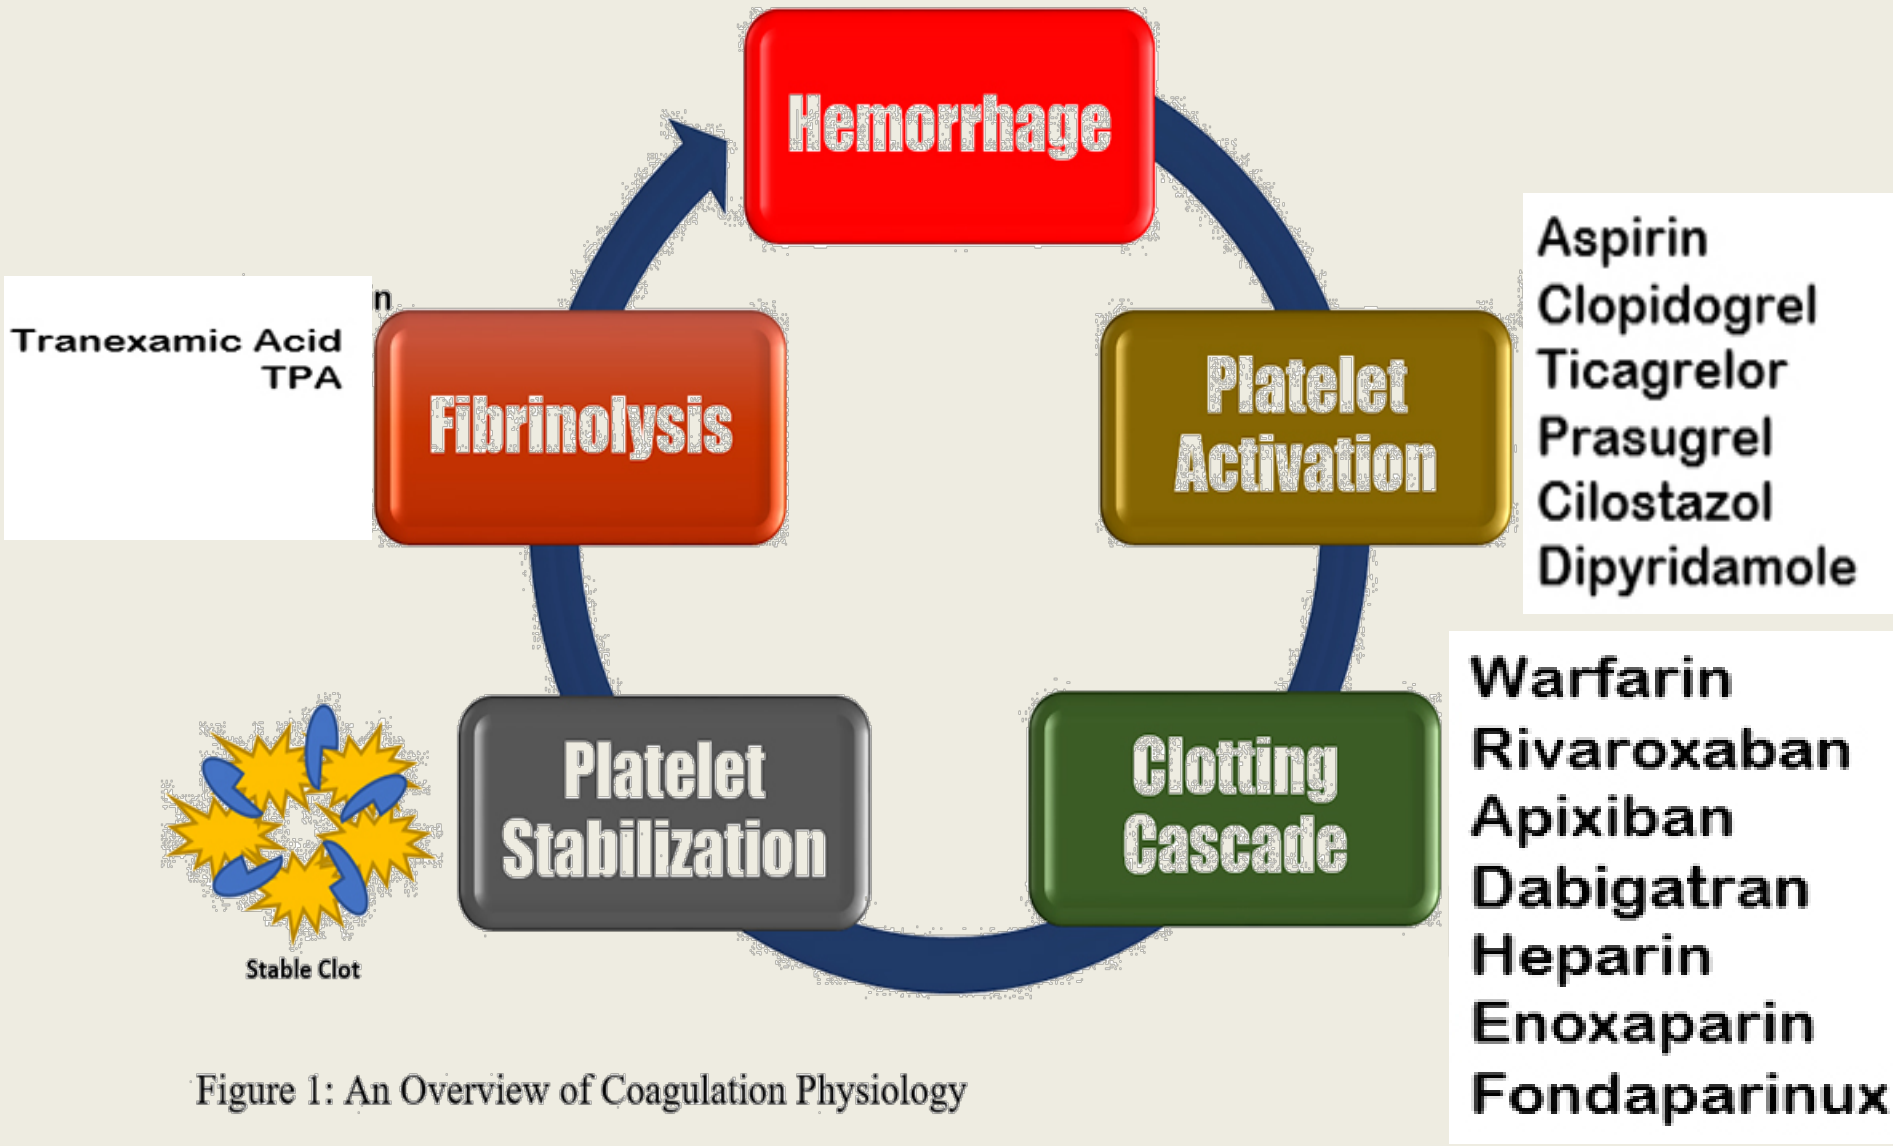 Hemorrhage
Aspirin
Clopidogrel
Ticagrelor
Prasugrel
Cilostazol
Dipyridamole
Platelet
Activation
n
Tranexamic Acid
TPA
Fibrinolysis
Warfarin
Rivaroxaban
Apixiban
Dabigatran
Heparin
Enoxaparin
Fondaparinux
Clotting
Cascade
Platelet
Stabilization
Stable Clot
Figure 1: An Overview of Coagulation Physiology